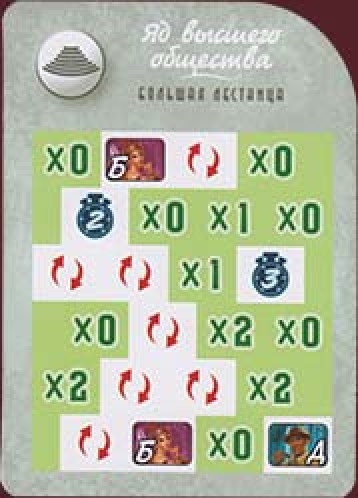 Яд высшего
общества
БОЛЬШАЯ ЛЕСТНИЦА
x0 Б x0
2 x0 x1 x0
x1 3
x0 x2 x0
x2 x2
Б x0 А